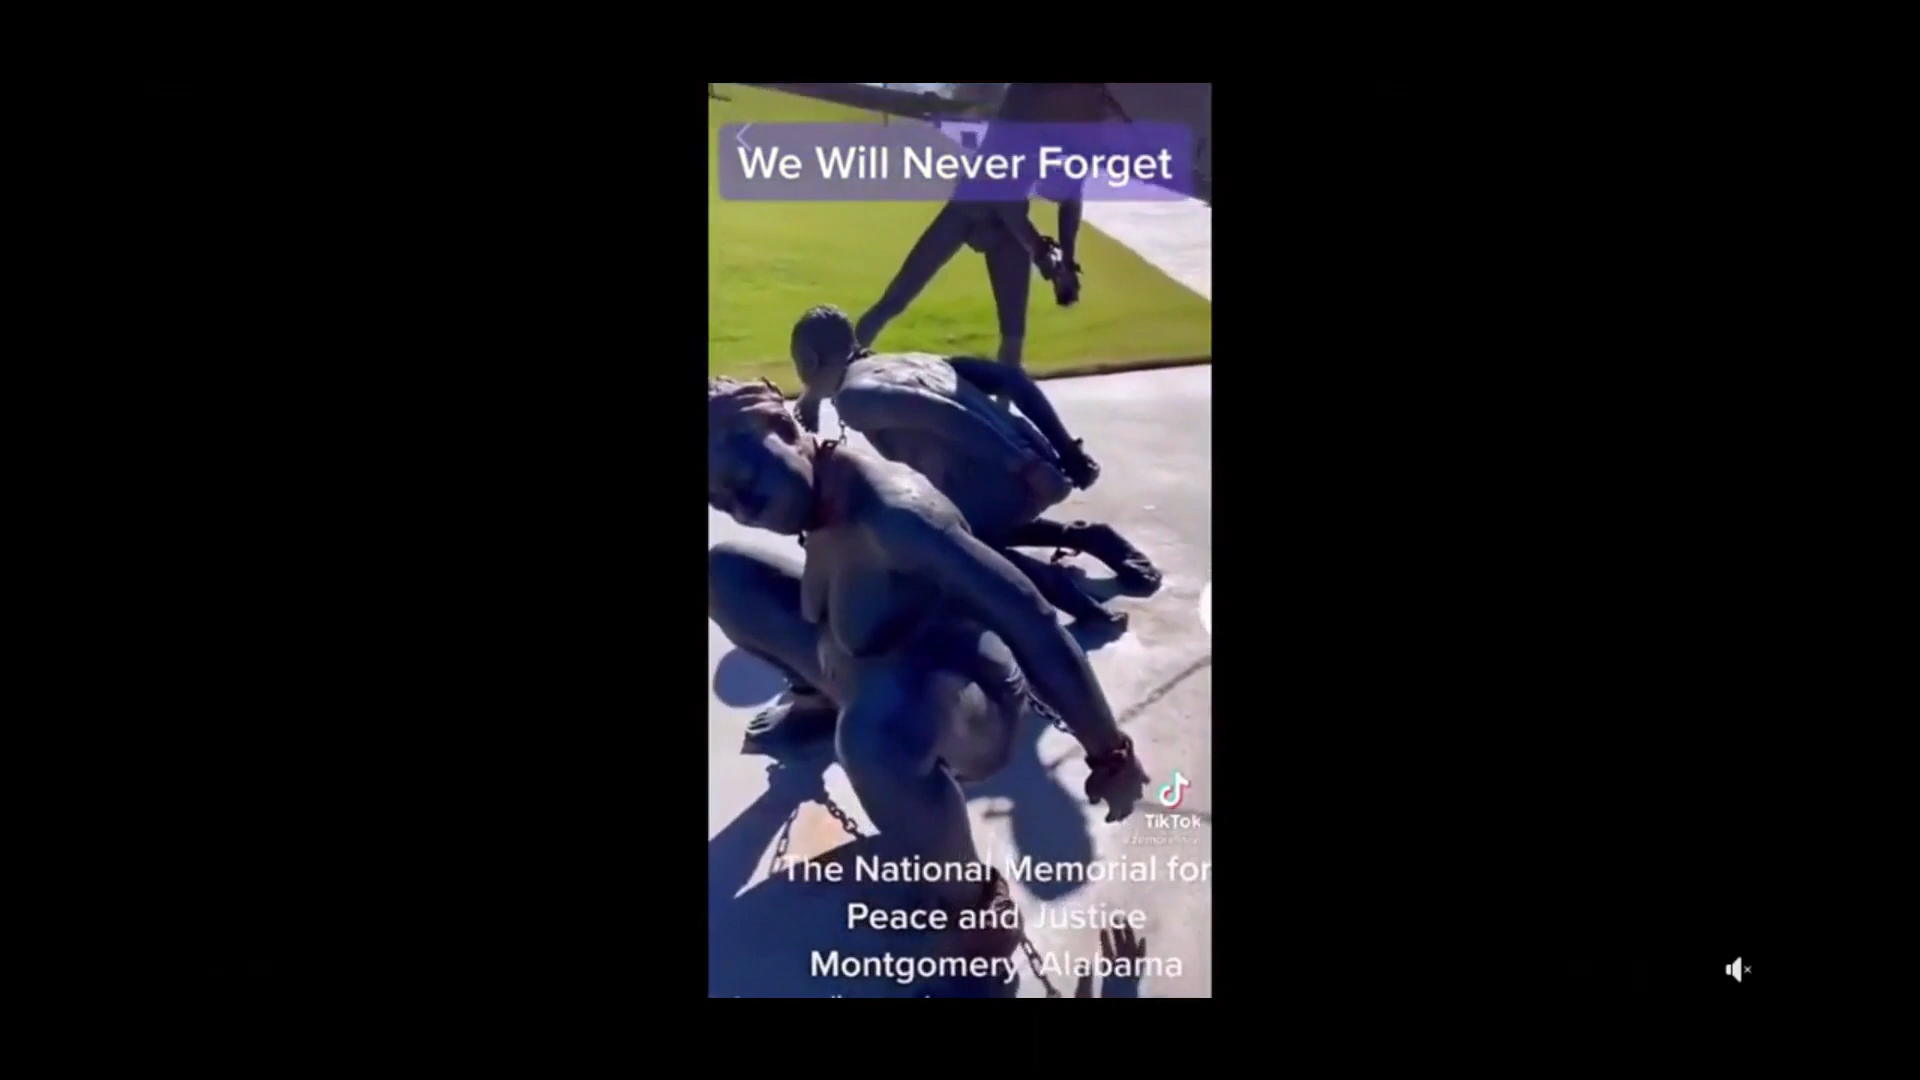 We Will Never Forget
TikTok
The National Memorial for
Peace and Justice
Montgomery, Alabama